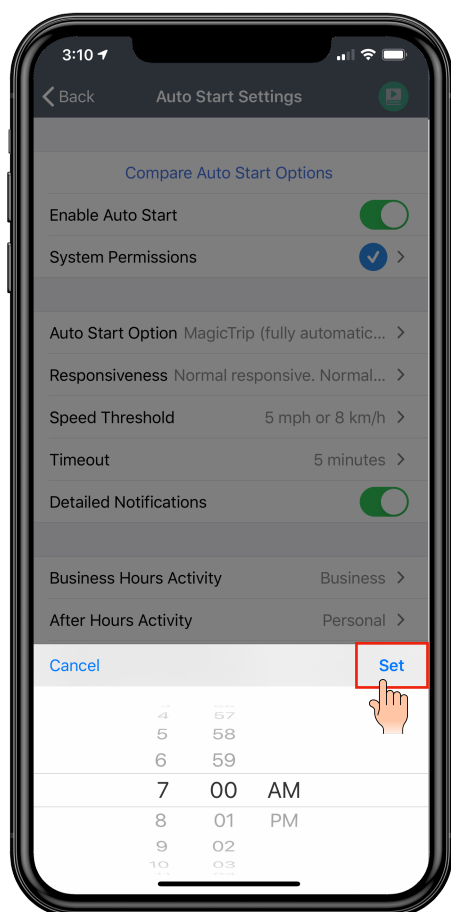 3:10
Back Auto Start Settings
Compare Auto Start Options
Enable Auto Start
System Permissions
Auto Start Option MagicTrip (fully automatic...
Responsiveness Normal responsive. Normal...
Speed Threshold 5 mph or 8 km/h
Timeout 5 minutes
Detailed Notifications
Business Hours Activity Business
After Hours Activity Personal
Cancel Set
4 57
5 58
6 59
7 00 AM
8 01 PM
9 02
10 03